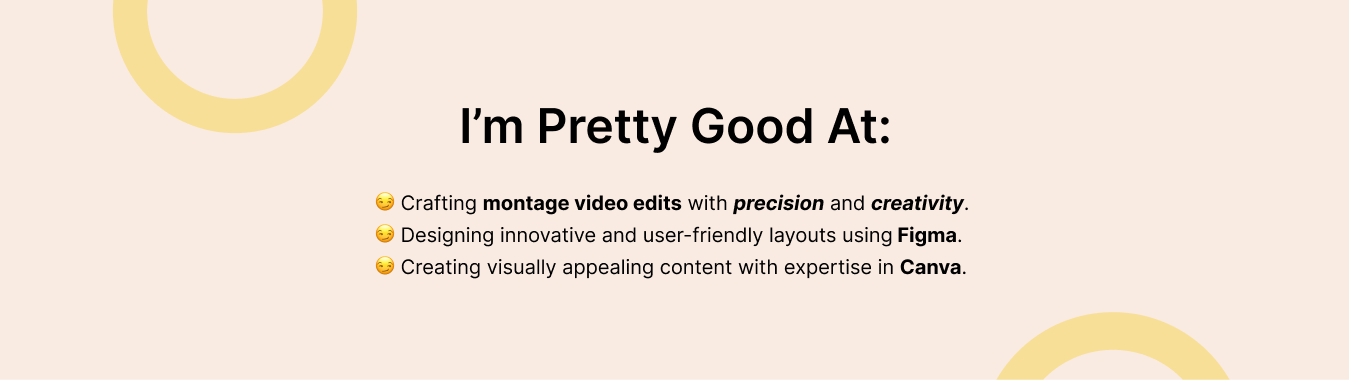 I’m Pretty Good At:
😏 Crafting montage video edits with precision and creativity.
😏 Designing innovative and user-friendly layouts using Figma.
😏 Creating visually appealing content with expertise in Canva.